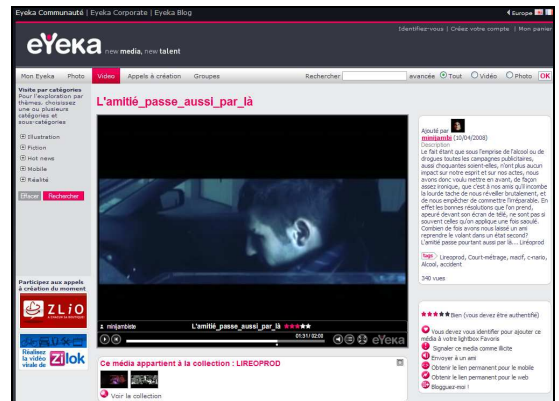 Eyeka Communauté | Eyeka Corporate | Eyeka Blog
Europe
Identifiez-vous | Créez votre compte | Mon panier
eYeka new media, new talent
Mon Eyeka Photo Video Appels à création Groupes Rechercher avancée Tout Vidéo Photo OK
Visite par catégories
Pour l'exploration par
thèmes, choisissez
une ou plusieurs
catégories et
sous-catégories
Illustration
Fiction
Hot news
Mobile
Réalité
Effacer Rechercher
Participez aux appels
à création du moment
ZLIO
Réalisez
la vidéo
virale de
Zilok
L'amitié_passe_aussi_par_là
minijambiste L'amitié_passe_aussi_par_là
01:51/02:00
eYeka
Ce média appartient à la collection : LIREOPROD
Voir la collection
Ajouté par
minijambi (10/04/2008)
Description
Le fait étant que sous l'emprise de l'alcool ou de
drogues toutes les campagnes publicitaires,
aussi choquantes soient-elles, n'ont plus aucun
impact sur notre esprit et sur nos actes, nous
avons donc voulu mettre en avant, de façon
assez ironique, que c'est à nos amis qu'il incombe
la lourde tache de nous réveiller brutalement, et
de nous empêcher de commettre l'irréparable. En
effet les bonnes résolutions que l'on prend,
apeuré devant son écran de télé, ne sont pas si
souvent celles qu'on applique une fois saoulé.
Combien de fois avons nous laissé un ami
reprendre le volant dans un état second?
L'amitié passe pourtant aussi par là... Lireoprod
tags Lireoprod, Court-métrage, macif, c-nario,
Alcool, accident
340 vues
Bien (vous devez être authentifié)
Vous devez vous identifier pour ajouter ce
média à votre lightbox Favoris
Signaler ce media comme illicite
Envoyer à un ami
Obtenir le lien permanent pour le mobile
Obtenir le lien permanent pour le web
Blogguez-moi !